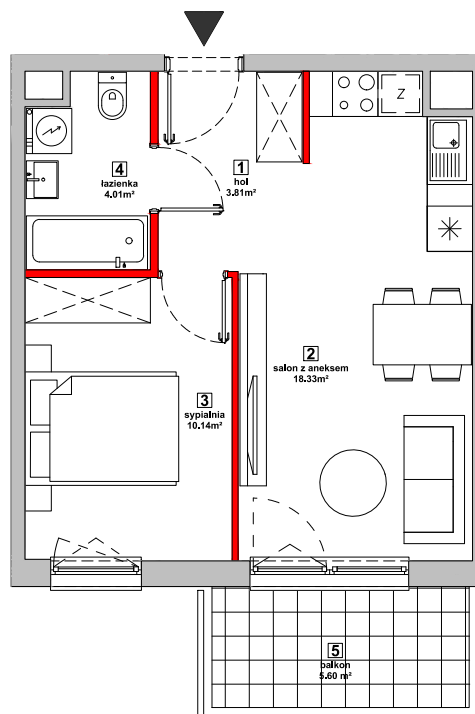 Z
4
łazienka
4.01m²
1
hol
3.81m²
2
salon z aneksem
18.33m²
3
sypialnia
10.14m²
5
balkon
5.60 m²